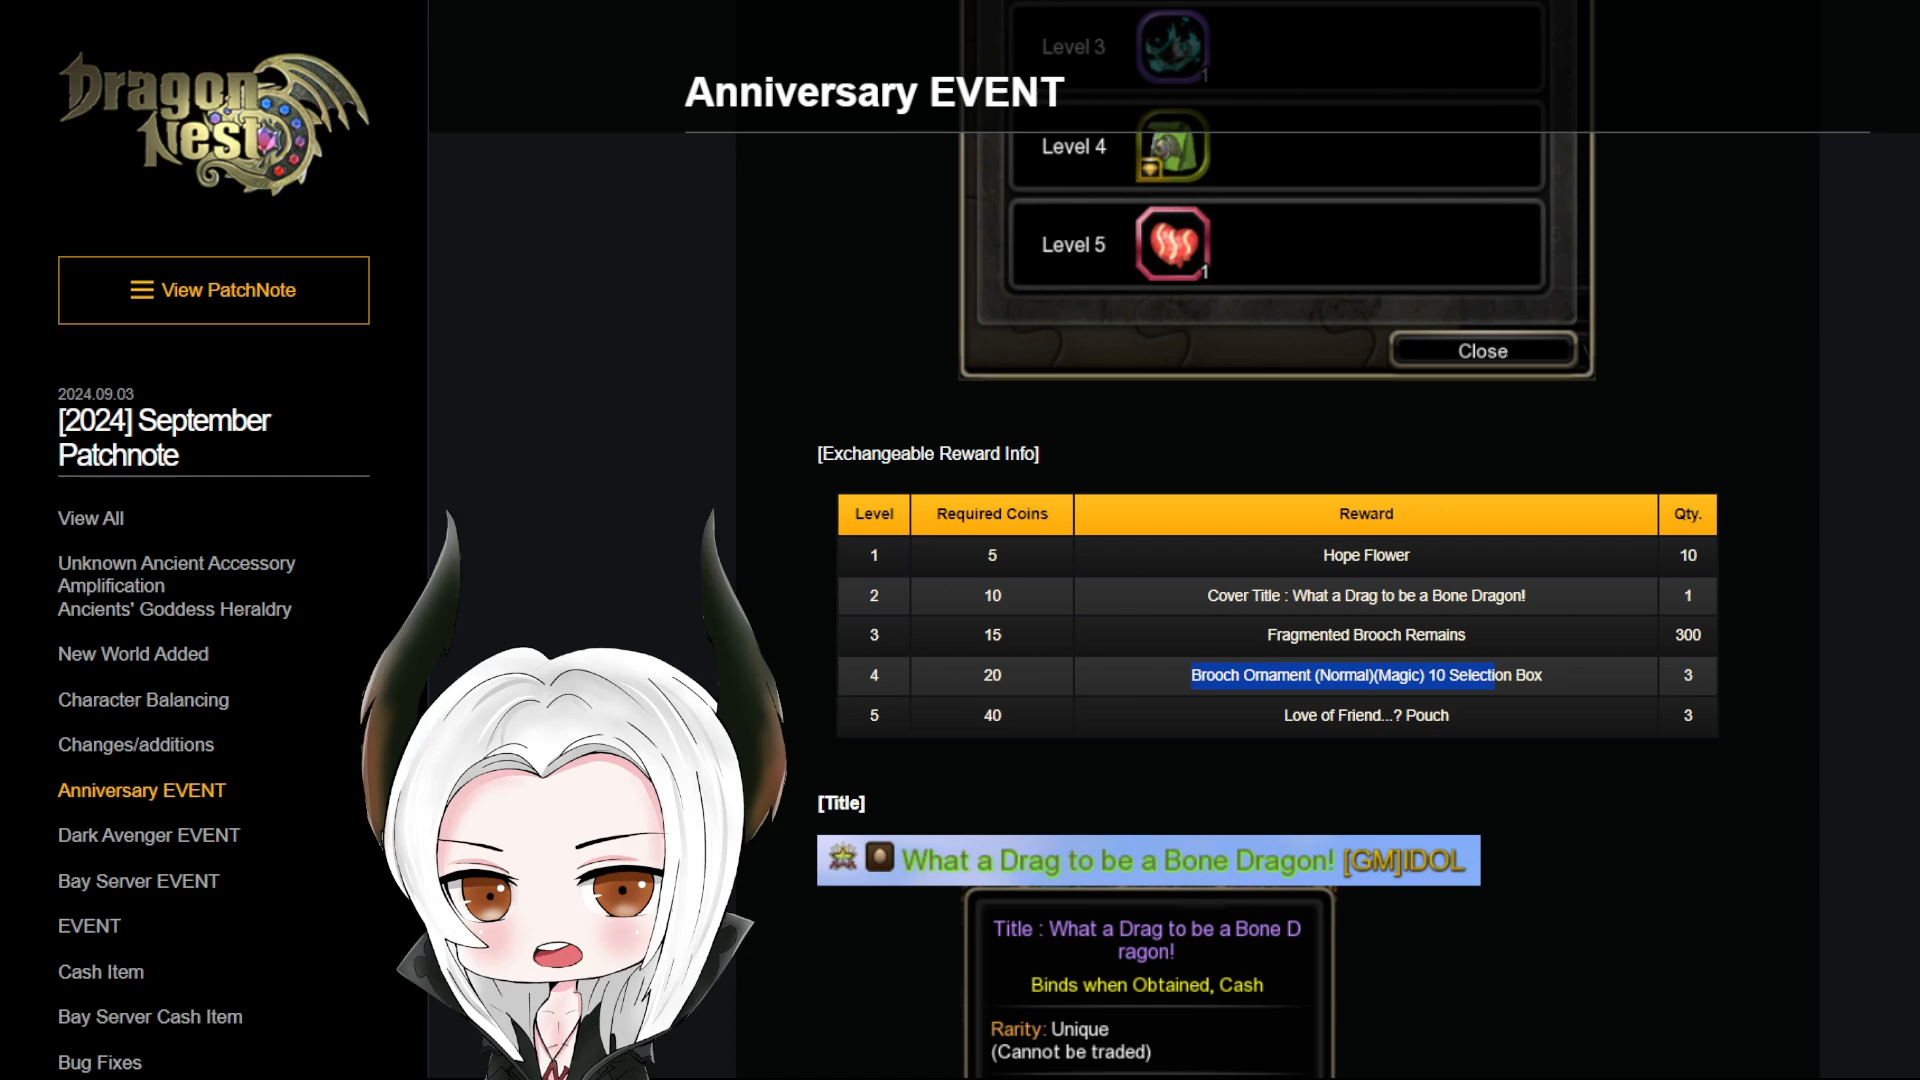 Dragon
Nest
View PatchNote
2024.09.03
[2024] September
Patchnote
View All
Unknown Ancient Accessory
Amplification
Ancients' Goddess Heraldry
New World Added
Character Balancing
Changes/additions
Anniversary EVENT
Dark Avenger EVENT
Bay Server EVENT
EVENT
Cash Item
Bay Server Cash Item
Bug Fixes
Anniversary EVENT
Level 3
1
Level 4
Level 5
1
Close
[Exchangeable Reward Info]
Level Required Coins Reward Qty.
1 5 Hope Flower 10
2 10 Cover Title : What a Drag to be a Bone Dragon! 1
3 15 Fragmented Brooch Remains 300
4 20 Brooch Ornament (Normal)(Magic) 10 Selection Box 3
5 40 Love of Friend...? Pouch 3
[Title]
What a Drag to be a Bone Dragon! [GM]IDOL
Title : What a Drag to be a Bone D
ragon!
Binds when Obtained, Cash
Rarity: Unique
(Cannot be traded)